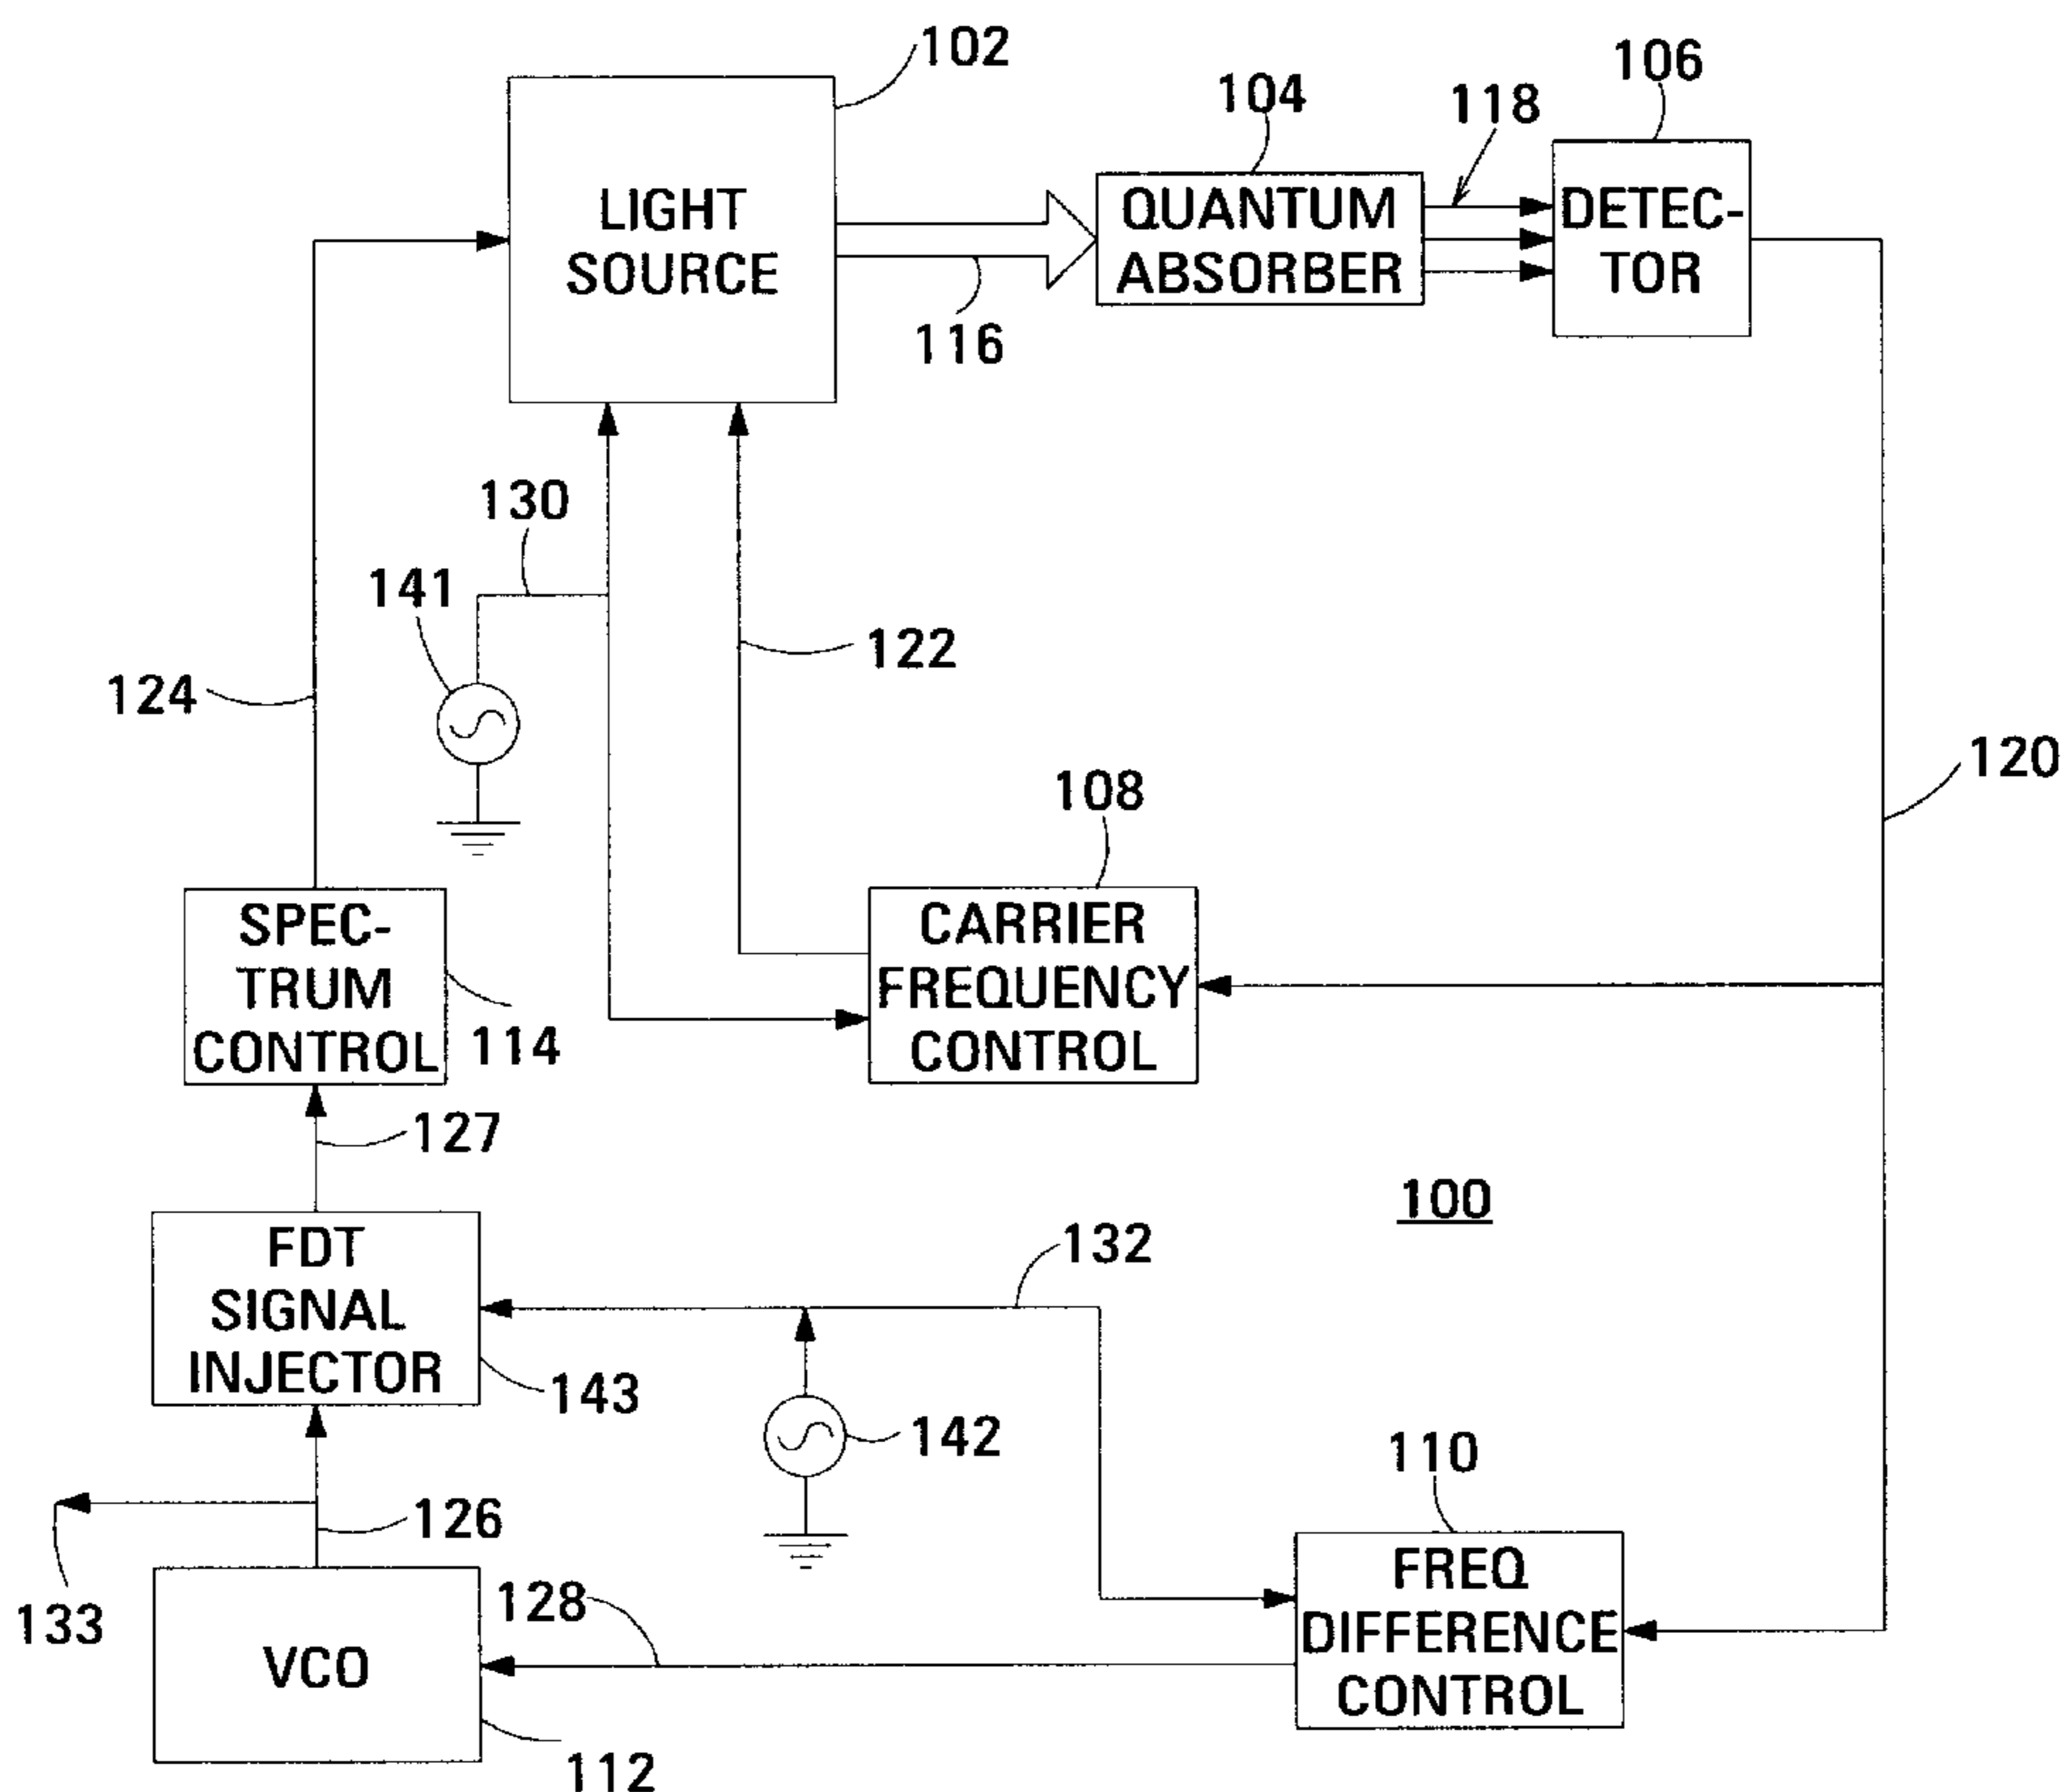 102
106
104
118
LIGHT
SOURCE
QUANTUM
ABSORBER
DETEC-
TOR
116
130
141
122
124
120
108
SPEC-
TRUM
CONTROL
CARRIER
FREQUENCY
CONTROL
114
127
100
FDT
SIGNAL
INJECTOR
132
143
142
110
126
133
128
VCO
FREQ
DIFFERENCE
CONTROL
112